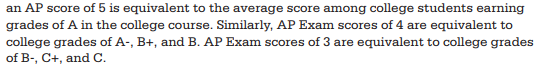 an AP score of 5 is equivalent to the average score among college students earning
grades of A in the college course. Similarly, AP Exam scores of 4 are equivalent to
college grades of A-, B+, and B. AP Exam scores of 3 are equivalent to college grades
of B-, C+, and C.